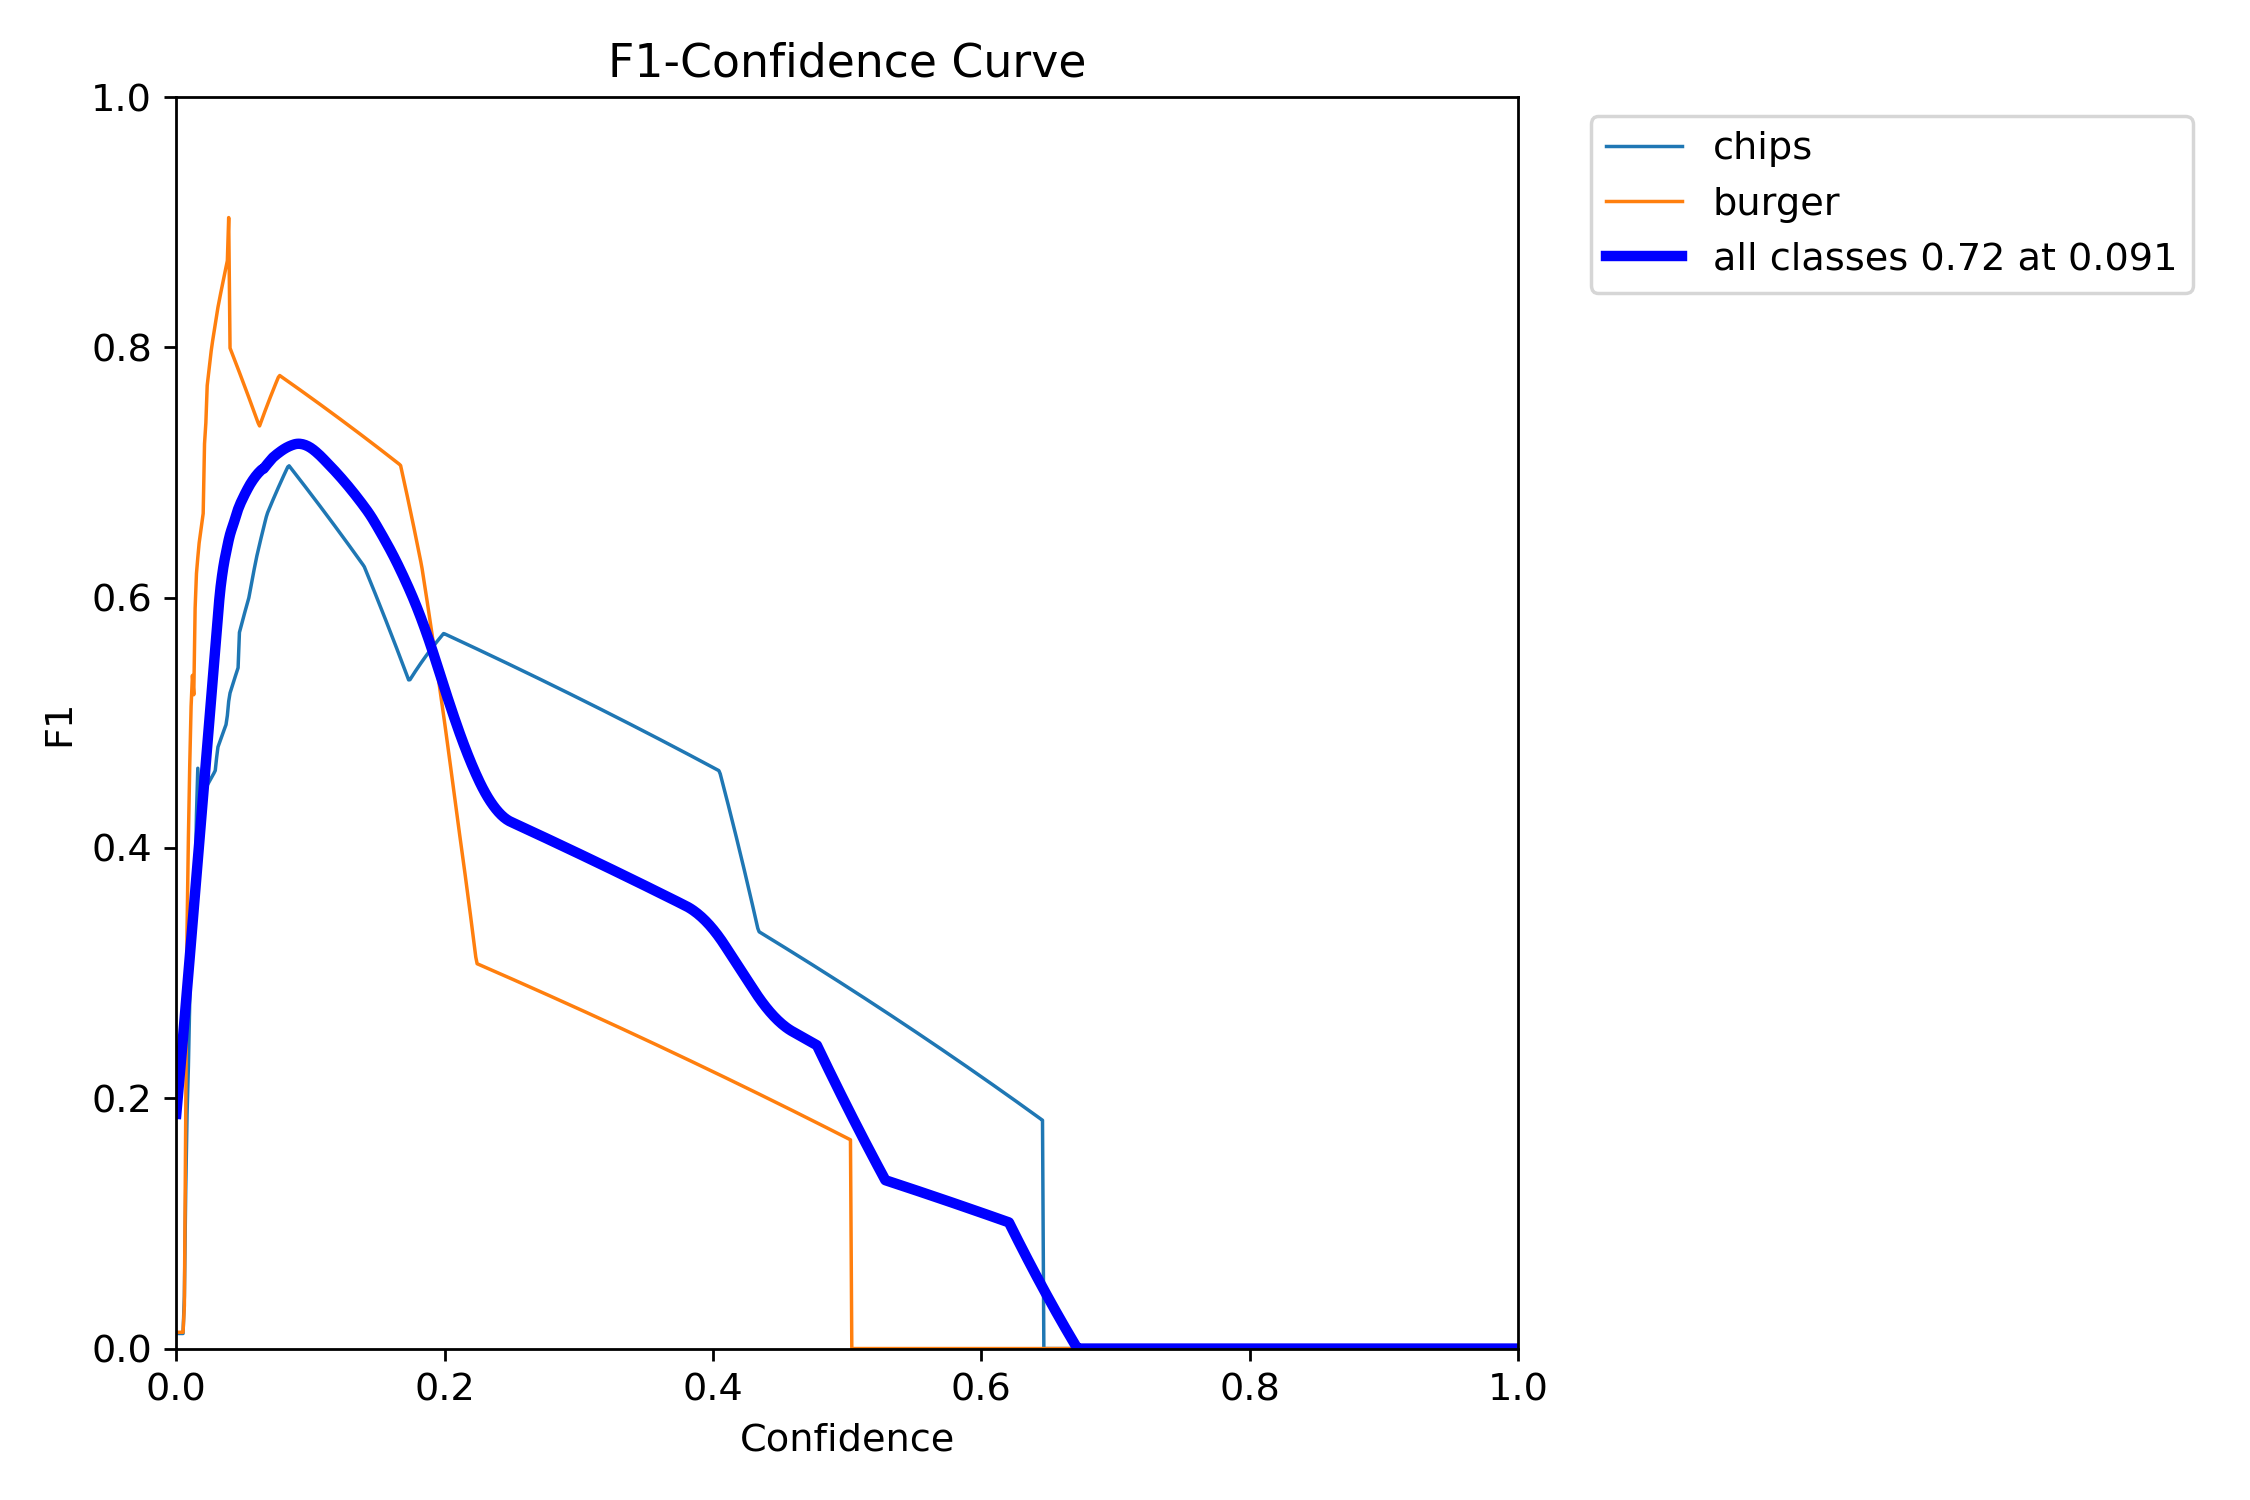 F1-Confidence Curve
1.0
0.8
0.6
0.4
0.2
0.0
F1
0.0 0.2 0.4 0.6 0.8 1.0
Confidence
chips
burger
all classes 0.72 at 0.091